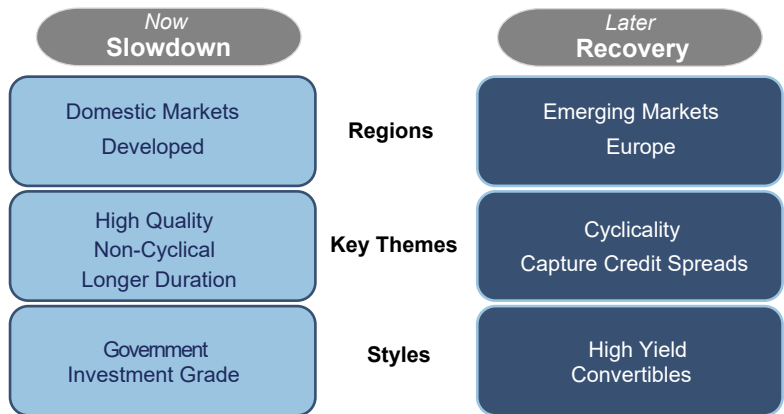 Now
Slowdown
Later
Recovery
Domestic Markets
Developed
Regions
Emerging Markets
Europe
High Quality
Non-Cyclical
Longer Duration
Key Themes
Cyclicality
Capture Credit Spreads
Government
Investment Grade
Styles
High Yield
Convertibles